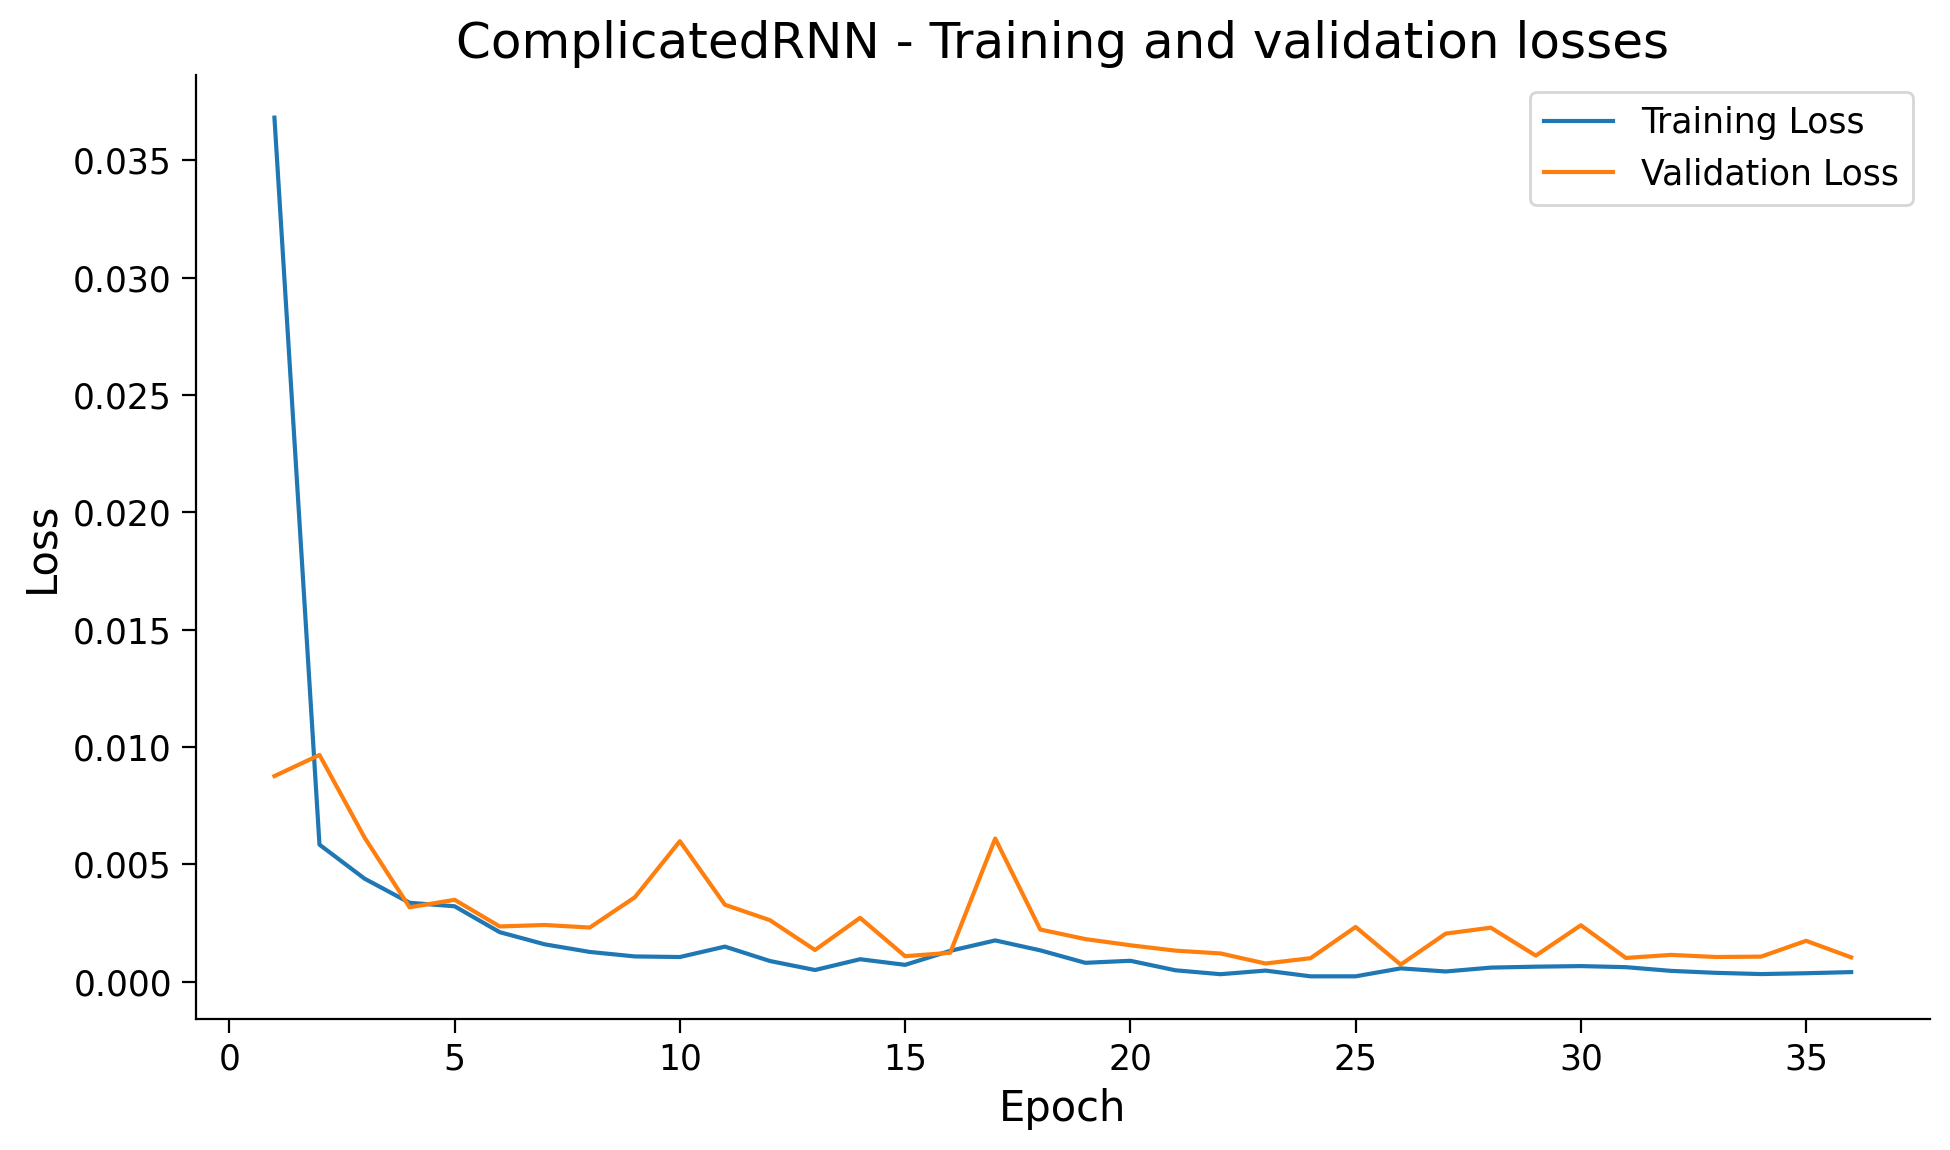 ComplicatedRNN - Training and validation losses
Training Loss
Validation Loss
0.035
0.030
0.025
0.020
0.015
0.010
0.005
0.000
Loss
0 5 10 15 20 25 30 35
Epoch